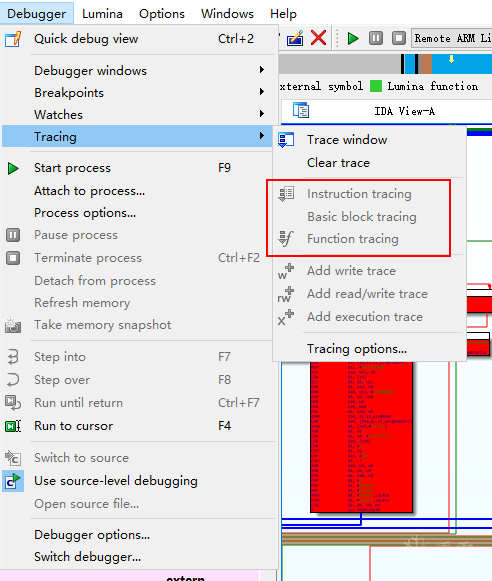 Debugger Lumina Options Windows Help
Quick debug view Ctrl+2
Remote ARM Li
Debugger windows
Breakpoints
xternal symbol Lumina function
Watches
IDA View-A
Tracing
Trace window
Clear trace
Start process F9
Attach to process...
Process options...
Pause process
Terminate process Ctrl+F2
Detach from process
Refresh memory
Take memory snapshot
Instruction tracing
Basic block tracing
Function tracing
Add write trace
Add read/write trace
Add execution trace
Tracing options...
Step into F7
Step over F8
Run until return Ctrl+F7
Run to cursor F4
Switch to source
Use source-level debugging
Open source file...
Debugger options...
Switch debugger...
extern